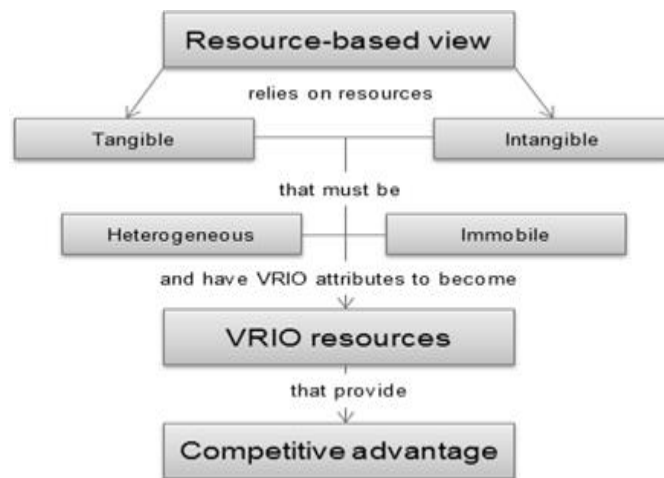 Resource-based view
relies on resources
Tangible
Intangible
that must be
Heterogeneous
Immobile
and have VRIO attributes to become
VRIO resources
that provide
Competitive advantage